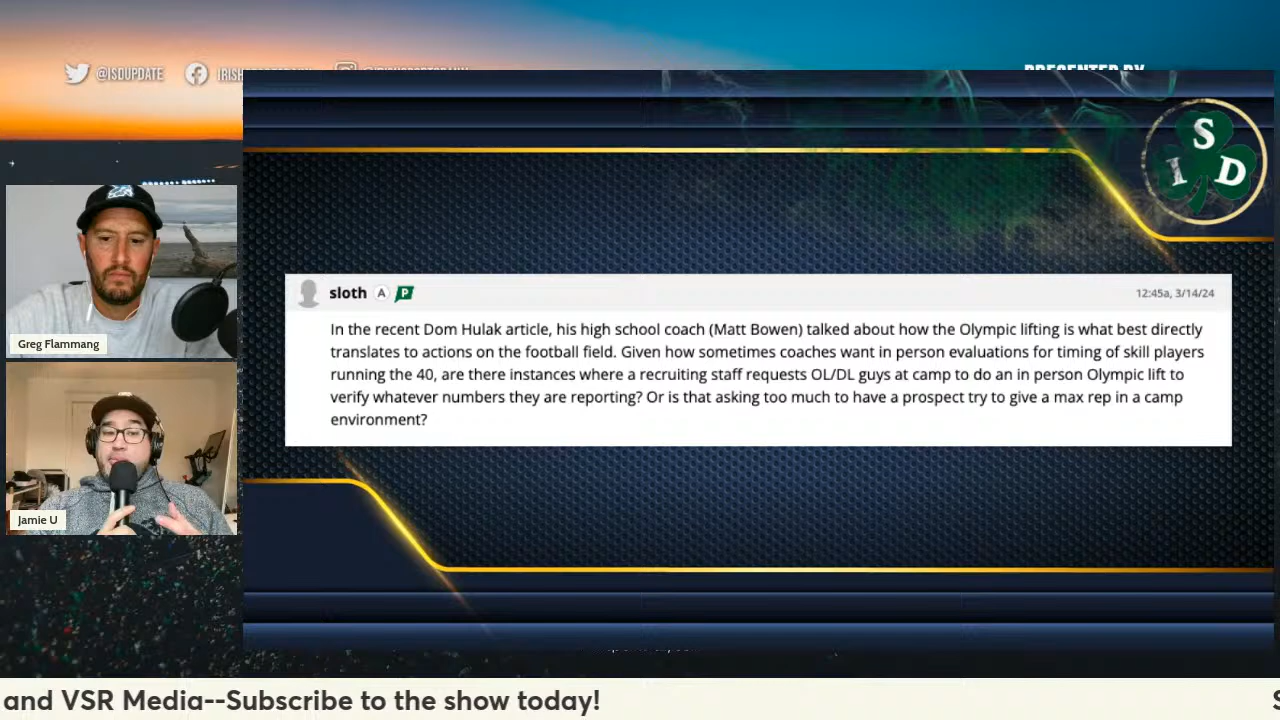 @ISDUPDATE
PRESENTED BY
S
I D
Greg Flammang
Jamie U
sloth A P
12:45a, 3/14/24
In the recent Dom Hulak article, his high school coach (Matt Bowen) talked about how the Olympic lifting is what best directly
translates to actions on the football field. Given how sometimes coaches want in person evaluations for timing of skill players
running the 40, are there instances where a recruiting staff requests OL/DL guys at camp to do an in person Olympic lift to
verify whatever numbers they are reporting? Or is that asking too much to have a prospect try to give a max rep in a camp
environment?
and VSR Media--Subscribe to the show today!